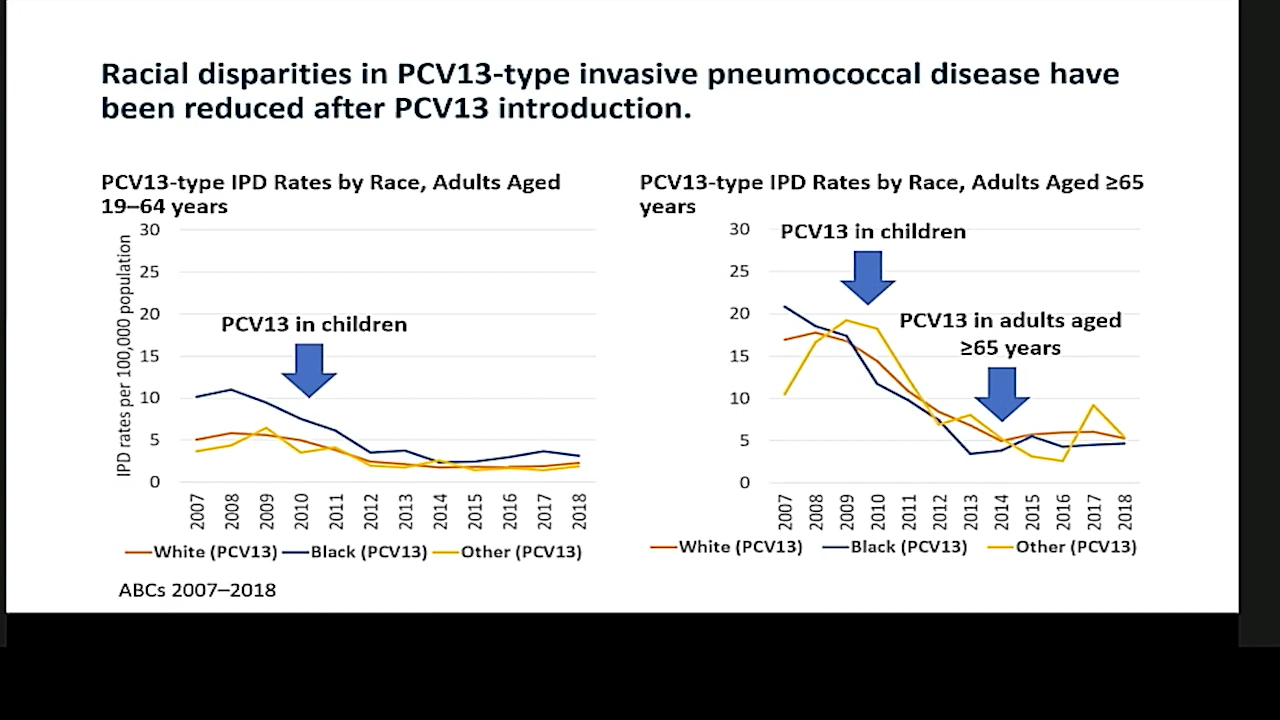 Racial disparities in PCV13-type invasive pneumococcal disease have
been reduced after PCV13 introduction.
PCV13-type IPD Rates by Race, Adults Aged
19–64 years
IPD rates per 100,000 population
30
25
20
15
10
5
0
PCV13 in children
2007 2008 2009 2010 2011 2012 2013 2014 2015 2016 2017 2018
White (PCV13) Black (PCV13) Other (PCV13)
PCV13-type IPD Rates by Race, Adults Aged ≥65
years
30
25
20
15
10
5
0
PCV13 in children
PCV13 in adults aged
≥65 years
2007 2008 2009 2010 2011 2012 2013 2014 2015 2016 2017 2018
White (PCV13) Black (PCV13) Other (PCV13)
ABCs 2007–2018